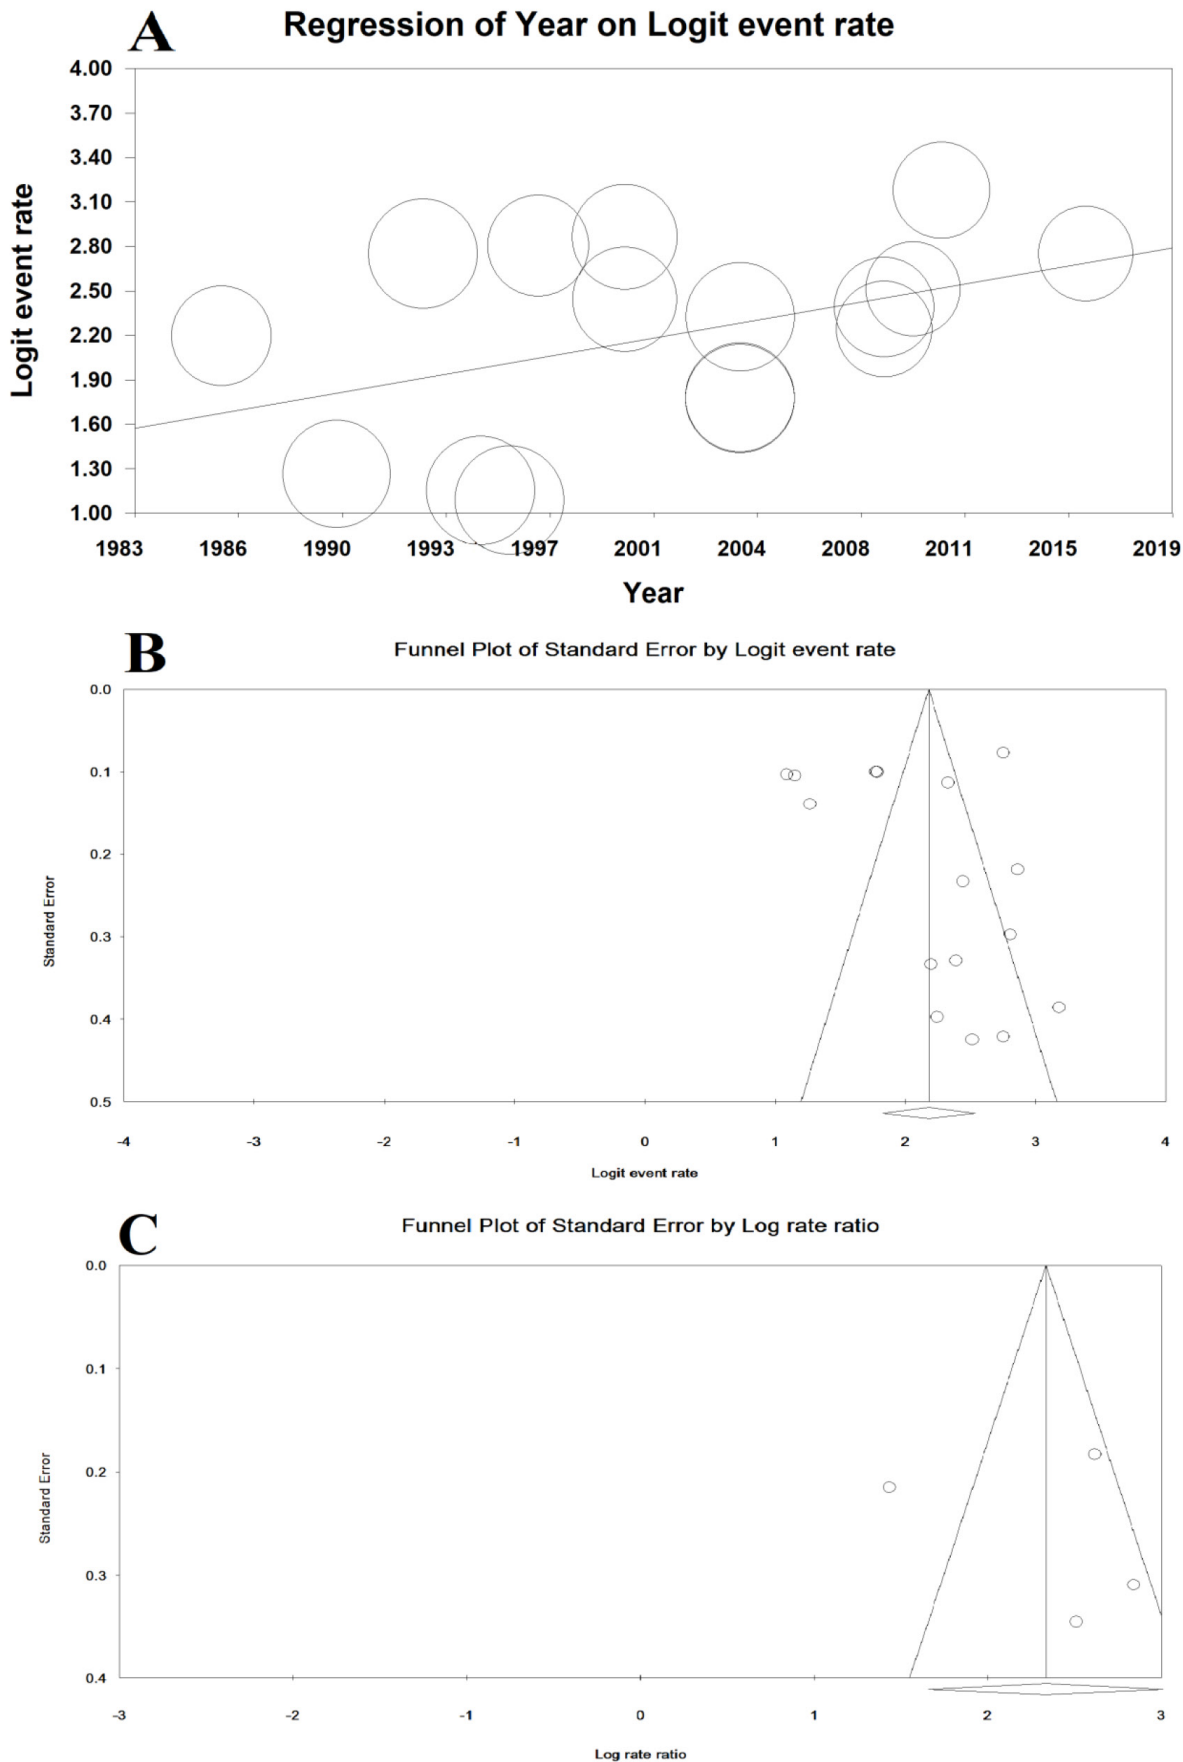 A
Regression of Year on Logit event rate
4.00
3.70
3.40
3.10
2.80
2.50
2.20
1.90
1.60
1.30
1.00
Logit event rate
1983 1986 1990 1993 1997 2001 2004 2008 2011 2015 2019
Year
B
Funnel Plot of Standard Error by Logit event rate
0.0
0.1
0.2
0.3
0.4
0.5
Standard Error
-4 -3 -2 -1 0 1 2 3 4
Logit event rate
C
Funnel Plot of Standard Error by Log rate ratio
0.0
0.1
0.2
0.3
0.4
Standard Error
-3 -2 -1 0 1 2 3
Log rate ratio